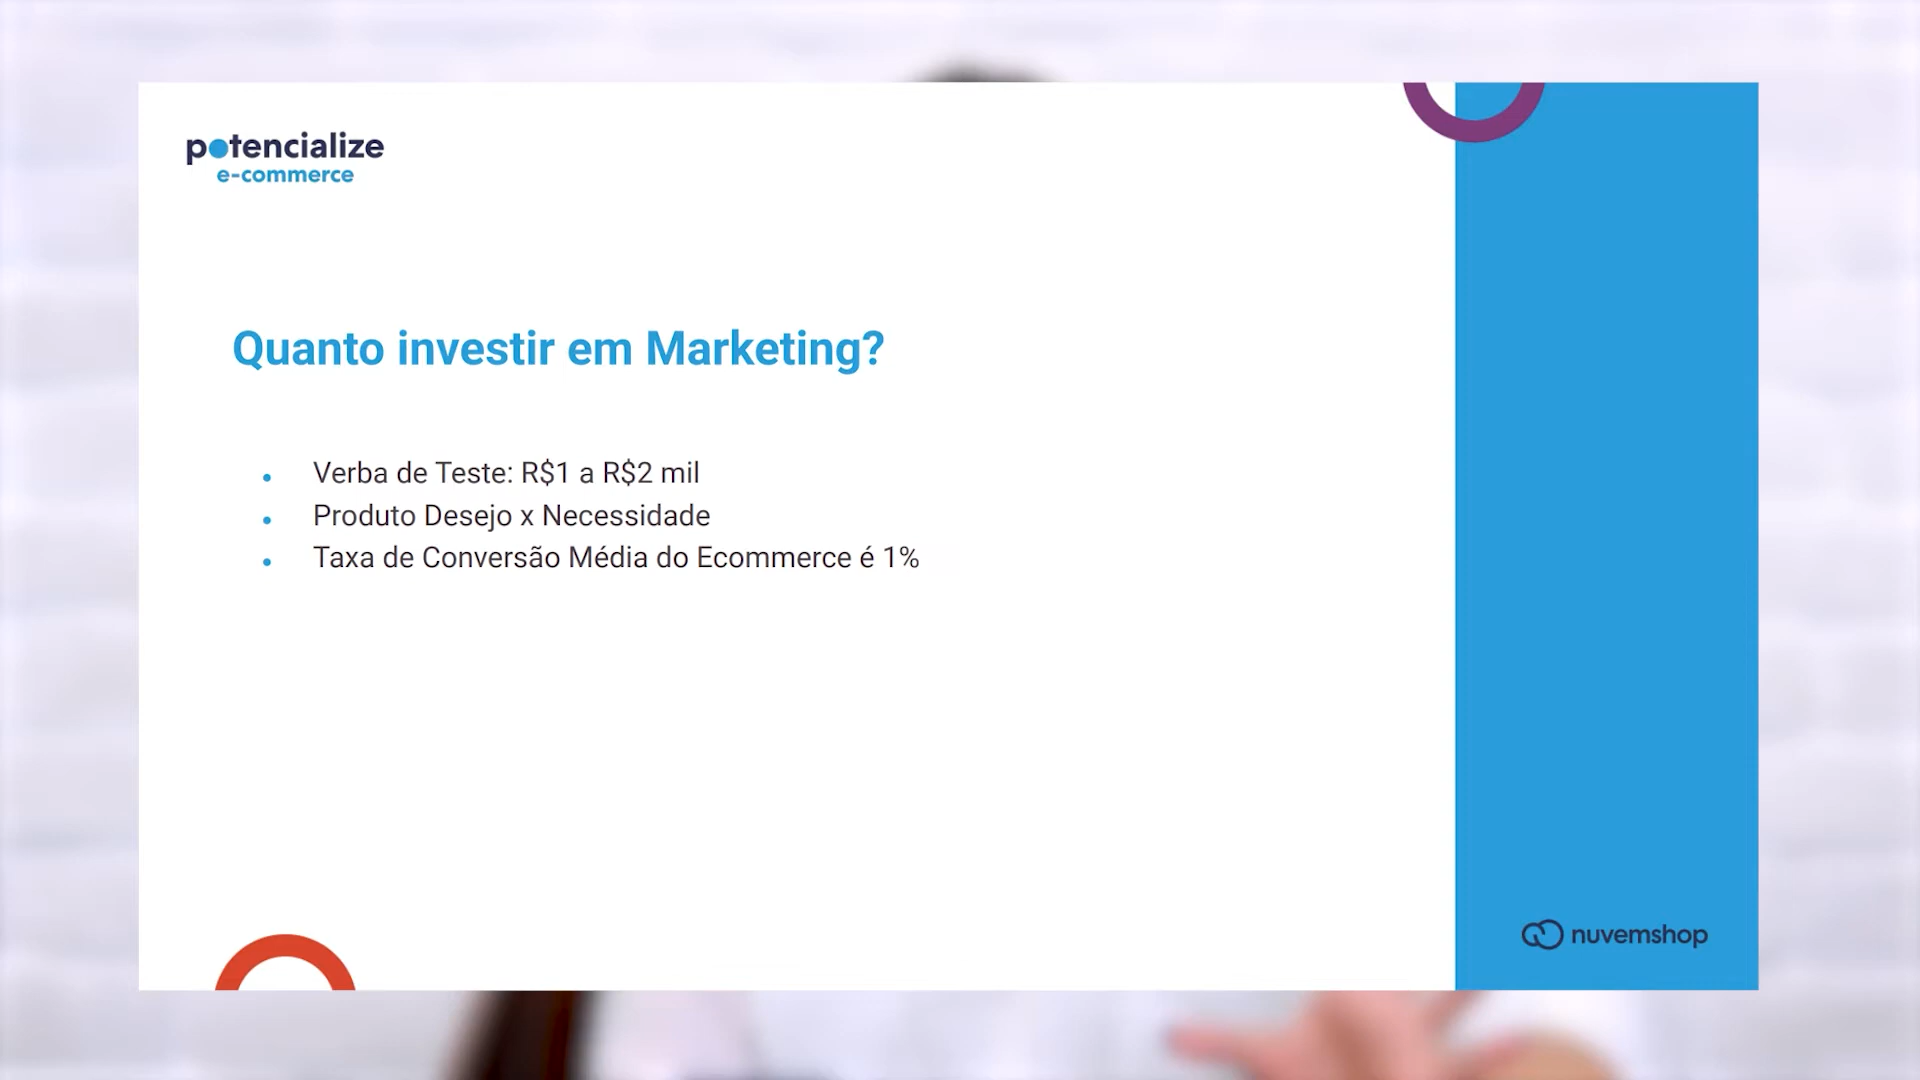 potencialize
e-commerce
Quanto investir em Marketing?
• Verba de Teste: R$1 a R$2 mil
• Produto Desejo x Necessidade
• Taxa de Conversão Média do Ecommerce é 1%
nuvemshop